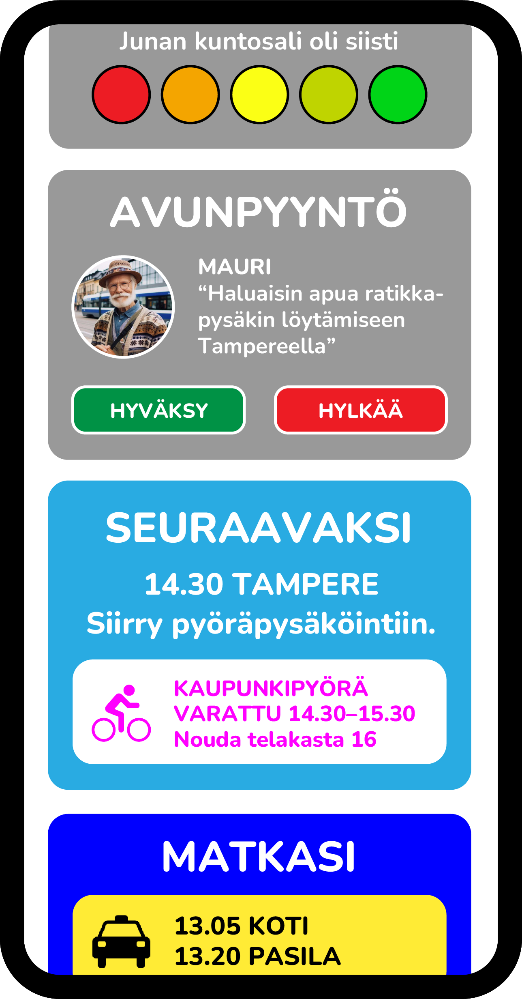 Junan kuntosali oli siisti
AVUNPYYNTÖ
MAURI
“Haluaisin apua ratikka-
pysäkin löytämiseen
Tampereella”
HYVÄKSY
HYLKÄÄ
SEURAAVAKSI
14.30 TAMPERE
Siirry pyöräpysäköintiin.
KAUPUNKIPYÖRÄ
VARATTU 14.30–15.30
Nouda telakasta 16
MATKASI
13.05 KOTI
13.20 PASILA